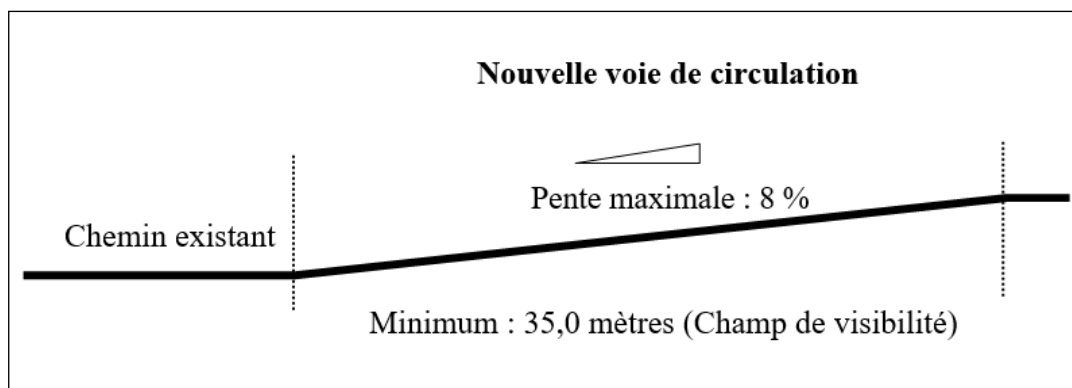 Nouvelle voie de circulation
Pente maximale : 8 %
Chemin existant
Minimum : 35,0 mètres (Champ de visibilité)